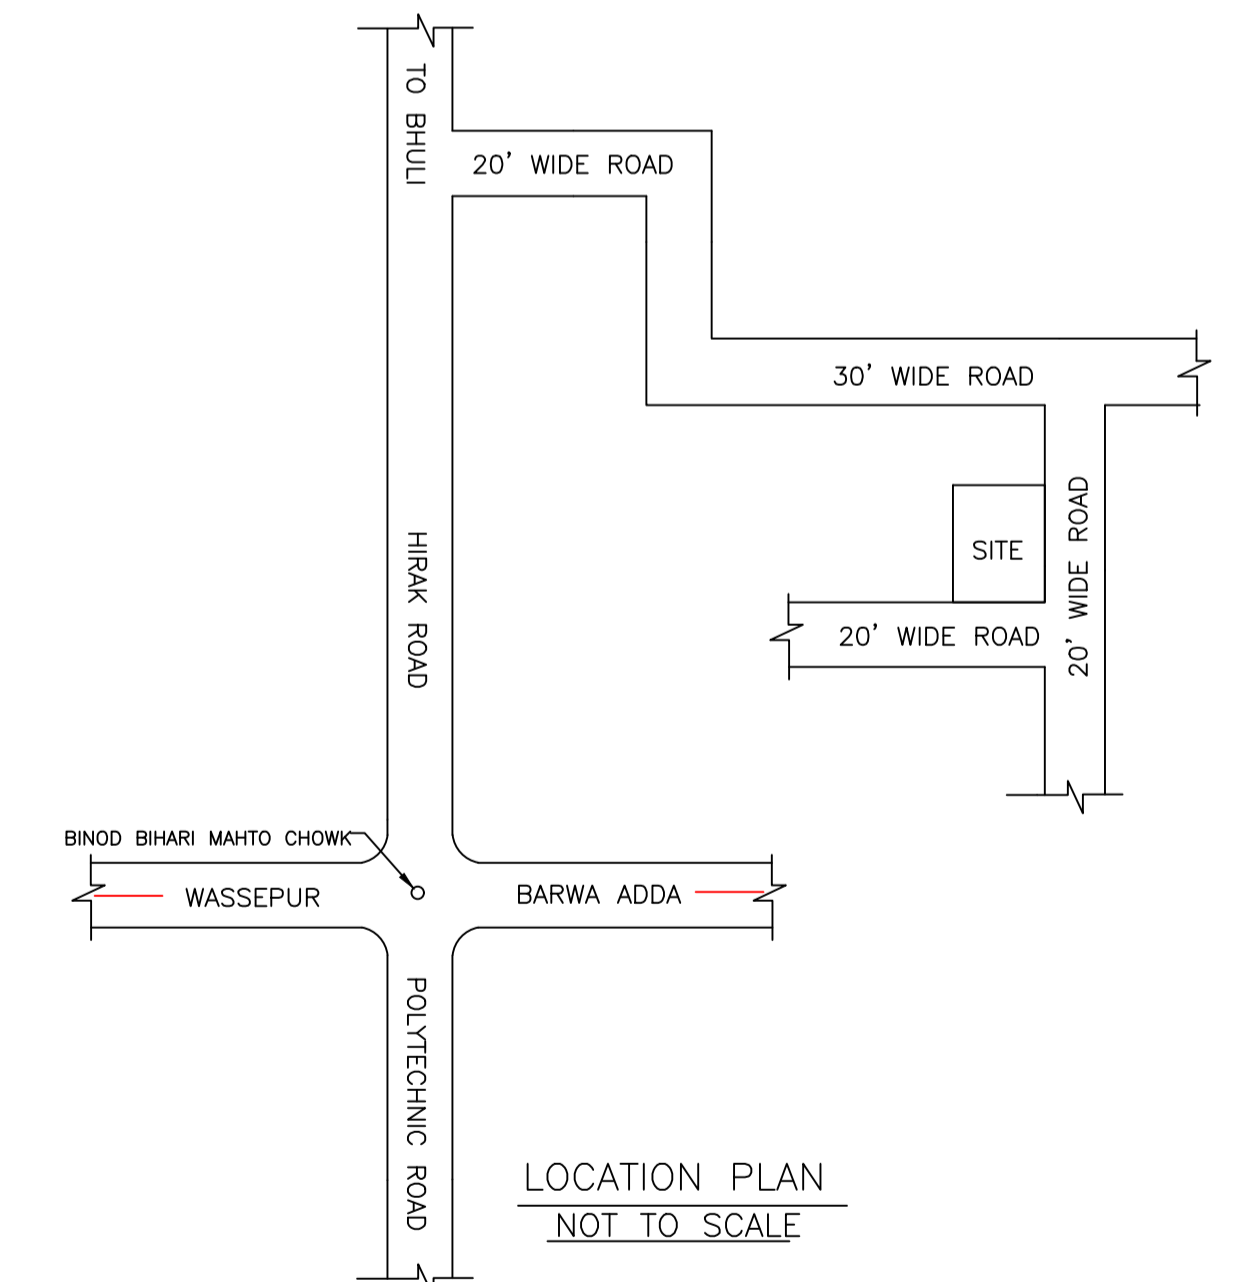 TO BHULI
20' WIDE ROAD
30' WIDE ROAD
SITE
20' WIDE ROAD
20' WIDE ROAD
HIRAK ROAD
BINOD BIHARI MAHTO CHOWK
WASSEPUR
BARWA ADDA
POLYTECHNIC ROAD
LOCATION PLAN
NOT TO SCALE